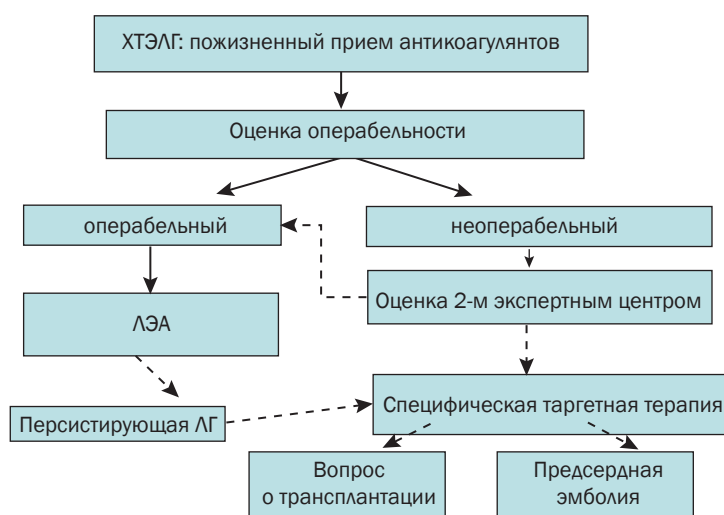 ХТЭЛГ: пожизненный прием антикоагулянтов
Оценка операбельности
операбельный
неоперабельный
Оценка 2-м экспертным центром
ЛЭА
Специфическая таргетная терапия
Персистирующая ЛГ
Вопрос
о трансплантации
Предсердная
эмболия